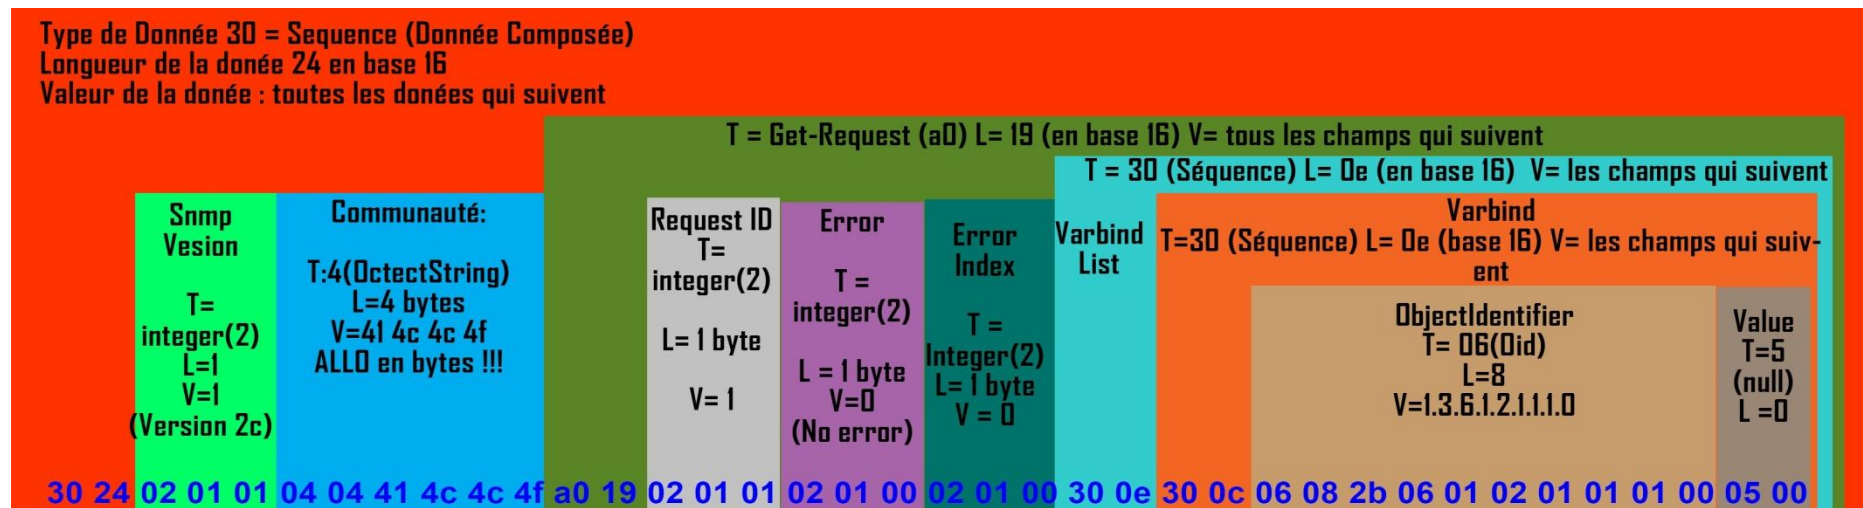 Type de Donnée 30 = Sequence (Donnée Composée)
Longueur de la donée 24 en base 16
Valeur de la donée : toutes les donées qui suivent
T = Get-Request (a0) L= 19 (en base 16) V= tous les champs qui suivent
T = 30 (Séquence) L= 0e (en base 16) V= les champs qui suivent
Snmp
Vesion
T=
integer(2)
L=1
V=1
(Version 2c)
Communauté:
T:4(OctectString)
L=4 bytes
V=41 4c 4c 4f
ALLO en bytes !!!
Request ID
T=
integer(2)
L= 1 byte
V= 1
Error
T =
integer(2)
L = 1 byte
V=0
(No error)
Error
Index
T =
Integer(2)
L= 1 byte
V = 0
Varbind
List
Varbind
T=30 (Séquence) L= 0e (base 16) V= les champs qui suiv-
ent
ObjectIdentifier
T= 06(Oid)
L=8
V=1.3.6.1.2.1.1.1.0
Value
T=5
(null)
L =0
30 24 02 01 01 04 04 41 4c 4c 4f a0 19 02 01 01 02 01 00 02 01 00 30 0e 30 0c 06 08 2b 06 01 02 01 01 01 00 05 00